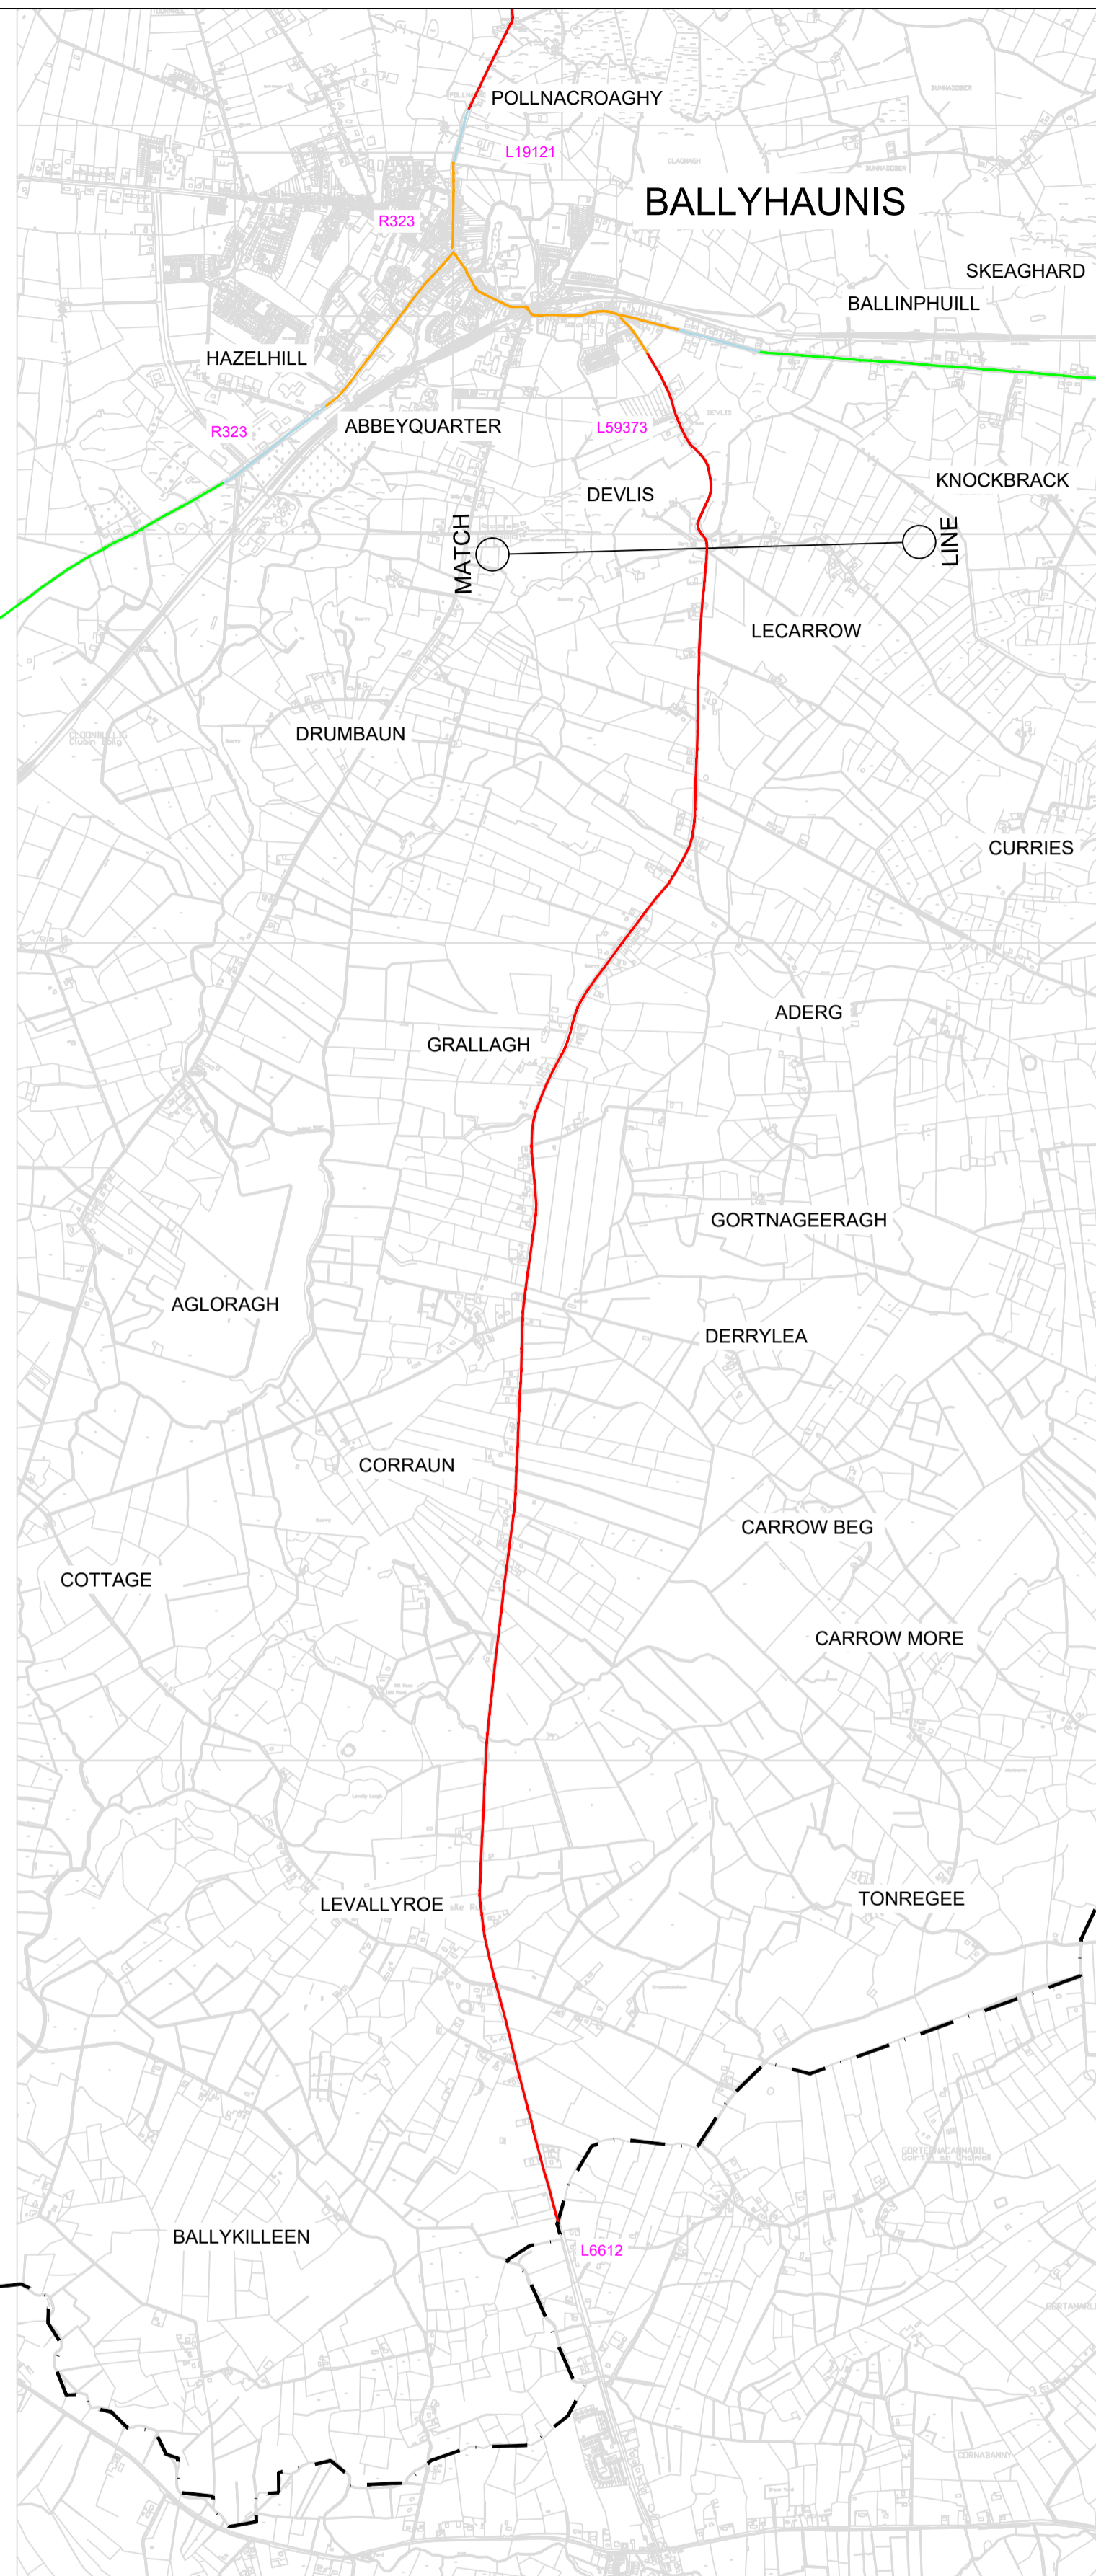 POLLNACROAGHY
L19121
BALLYHAUNIS
R323
SKEAGHARD
BALLINPHUILL
HAZELHILL
ABBEYQUARTER
L59373
R323
KNOCKBRACK
DEVLIS
MATCH
LINE
LECARROW
DRUMBAUN
CURRIES
ADERG
GRALLAGH
GORTNAGEERAGH
AGLORAGH
DERRYLEA
CORRAUN
CARROW BEG
COTTAGE
CARROW MORE
TONREGEE
LEVALLYROE
BALLYKILLEEN
L6612